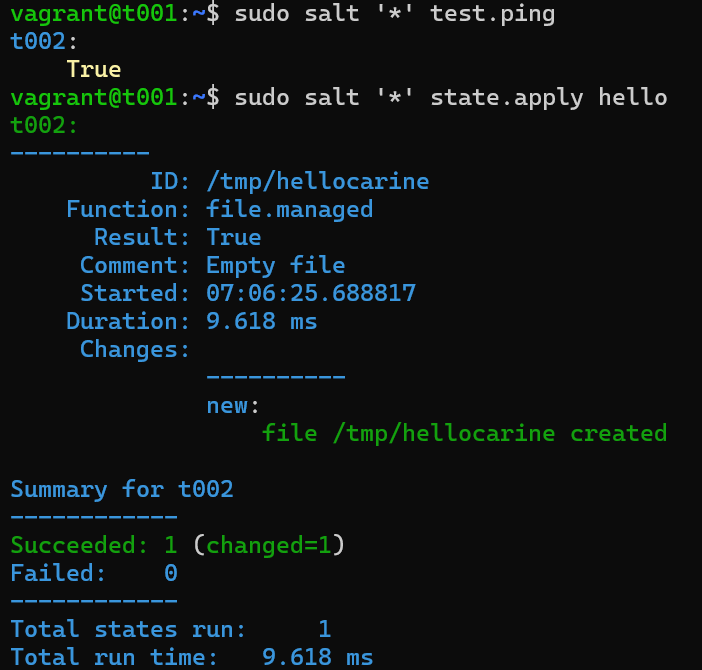 vagrant@t001:~$ sudo salt '*' test.ping
t002:
    True
vagrant@t001:~$ sudo salt '*' state.apply hello
t002:
----------
          ID: /tmp/hellocarine
    Function: file.managed
      Result: True
     Comment: Empty file
     Started: 07:06:25.688817
    Duration: 9.618 ms
     Changes:
              ----------
              new:
                  file /tmp/hellocarine created

Summary for t002
------------
Succeeded: 1 (changed=1)
Failed:    0
------------
Total states run:     1
Total run time:   9.618 ms